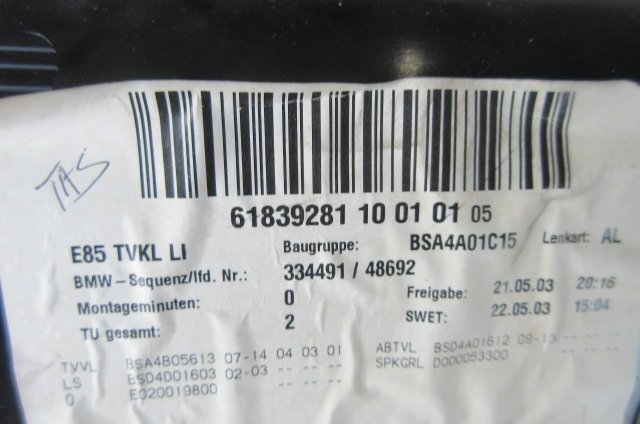 TAS
61839281 10 01 01 05
E85 TVKL LI Baugruppe: BSA4A01C15 Lenkart: AL
BMW-Sequenz/lfd. Nr.: 334491 / 48692
Montageminuten: 0 Freigabe: 21.05.03 20:16
TU gesamt: 2 SWET: 22.05.03 15:04
TVVL BSA4B05613 07-14 04 03 01 ABTVL BSD4A01612 09-13 -- -- --
LS BSD4D01603 02-03 -- -- -- SPKGRL D000053300
0 E020019800 -- -- --